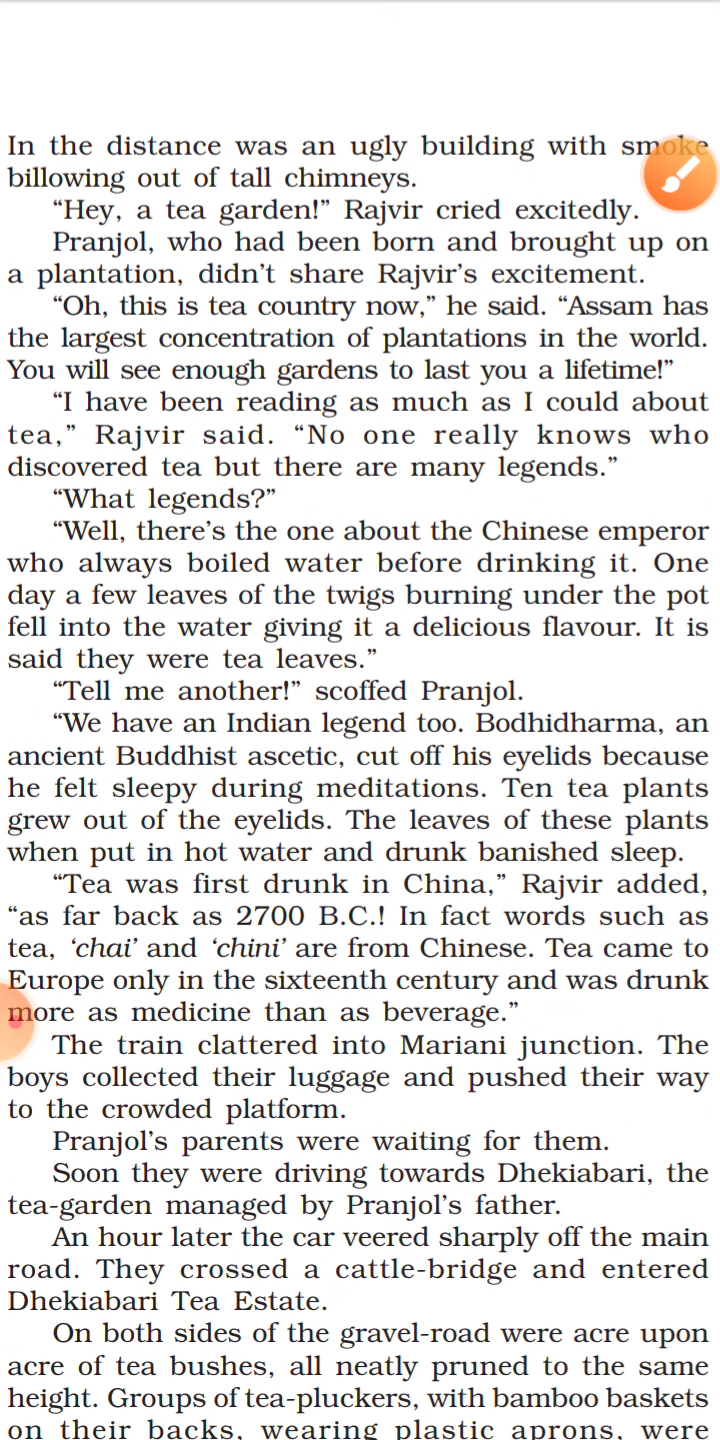 In the distance was an ugly building with smoke
billowing out of tall chimneys.
“Hey, a tea garden!” Rajvir cried excitedly.
Pranjol, who had been born and brought up on
a plantation, didn’t share Rajvir’s excitement.
“Oh, this is tea country now,” he said. “Assam has
the largest concentration of plantations in the world.
You will see enough gardens to last you a lifetime!”
“I have been reading as much as I could about
tea,” Rajvir said. “No one really knows who
discovered tea but there are many legends.”
“What legends?”
“Well, there’s the one about the Chinese emperor
who always boiled water before drinking it. One
day a few leaves of the twigs burning under the pot
fell into the water giving it a delicious flavour. It is
said they were tea leaves.”
“Tell me another!” scoffed Pranjol.
“We have an Indian legend too. Bodhidharma, an
ancient Buddhist ascetic, cut off his eyelids because
he felt sleepy during meditations. Ten tea plants
grew out of the eyelids. The leaves of these plants
when put in hot water and drunk banished sleep.
“Tea was first drunk in China,” Rajvir added,
“as far back as 2700 B.C.! In fact words such as
tea, ‘chai’ and ‘chini’ are from Chinese. Tea came to
Europe only in the sixteenth century and was drunk
more as medicine than as beverage.”
The train clattered into Mariani junction. The
boys collected their luggage and pushed their way
to the crowded platform.
Pranjol’s parents were waiting for them.
Soon they were driving towards Dhekiabari, the
tea-garden managed by Pranjol’s father.
An hour later the car veered sharply off the main
road. They crossed a cattle-bridge and entered
Dhekiabari Tea Estate.
On both sides of the gravel-road were acre upon
acre of tea bushes, all neatly pruned to the same
height. Groups of tea-pluckers, with bamboo baskets
on their backs, wearing plastic aprons, were